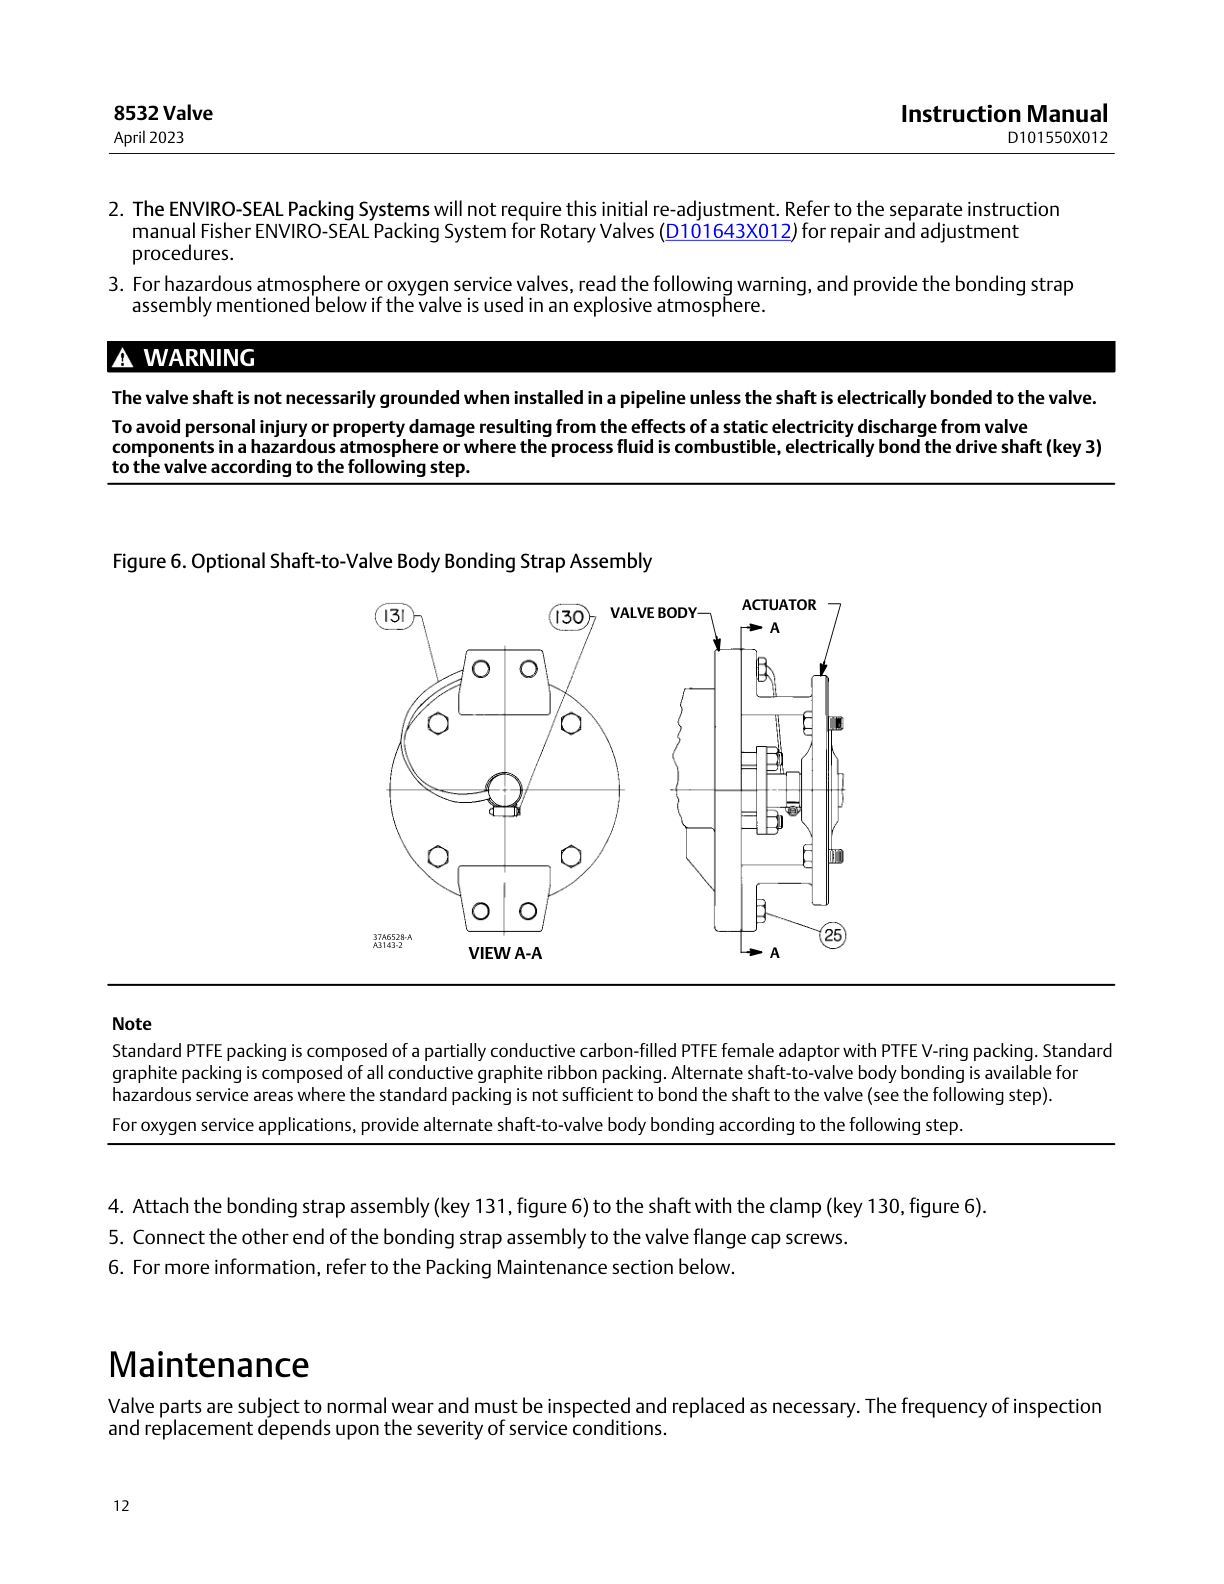 8532 Valve
Instruction Manual
April 2023
D101550X012
2. The ENVIRO-SEAL Packing Systems will not require this initial re-adjustment. Refer to the separate instruction
manual Fisher ENVIRO-SEAL Packing System for Rotary Valves (D101643X012) for repair and adjustment
procedures.
3. For hazardous atmosphere or oxygen service valves, read the following warning, and provide the bonding strap
assembly mentioned below if the valve is used in an explosive atmosphere.
WARNING
The valve shaft is not necessarily grounded when installed in a pipeline unless the shaft is electrically bonded to the valve.
To avoid personal injury or property damage resulting from the effects of a static electricity discharge from valve
components in a hazardous atmosphere or where the process fluid is combustible, electrically bond the drive shaft (key 3)
to the valve according to the following step.
Figure 6. Optional Shaft-to-Valve Body Bonding Strap Assembly
131
130
VALVE BODY
ACTUATOR
A
25
37A6528-A
A3143-2
VIEW A-A
A
Note
Standard PTFE packing is composed of a partially conductive carbon-filled PTFE female adaptor with PTFE V-ring packing. Standard
graphite packing is composed of all conductive graphite ribbon packing. Alternate shaft-to-valve body bonding is available for
hazardous service areas where the standard packing is not sufficient to bond the shaft to the valve (see the following step).
For oxygen service applications, provide alternate shaft-to-valve body bonding according to the following step.
4. Attach the bonding strap assembly (key 131, figure 6) to the shaft with the clamp (key 130, figure 6).
5. Connect the other end of the bonding strap assembly to the valve flange cap screws.
6. For more information, refer to the Packing Maintenance section below.
Maintenance
Valve parts are subject to normal wear and must be inspected and replaced as necessary. The frequency of inspection
and replacement depends upon the severity of service conditions.
12